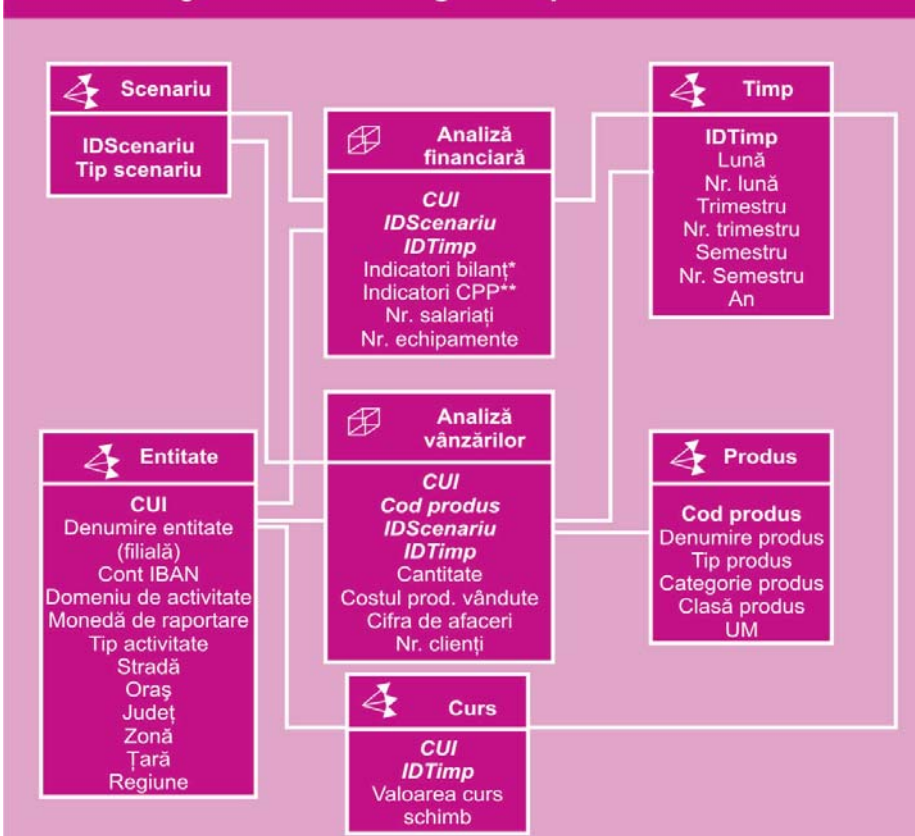 Scenariu
IDScenariu
Tip scenariu
Analiză
financiară
CUI
IDScenariu
IDTimp
Indicatori bilanț*
Indicatori CPP**
Nr. salariați
Nr. echipamente
Timp
IDTimp
Lună
Nr. lună
Trimestru
Nr. trimestru
Semestru
Nr. Semestru
An
Entitate
CUI
Denumire entitate
(filială)
Cont IBAN
Domeniu de activitate
Monedă de raportare
Tip activitate
Stradă
Oraş
Județ
Zonă
Țară
Regiune
Analiză
vânzărilor
CUI
Cod produs
IDScenariu
IDTimp
Cantitate
Costul prod. vândute
Cifra de afaceri
Nr. clienți
Produs
Cod produs
Denumire produs
Tip produs
Categorie produs
Clasă produs
UM
Curs
CUI
IDTimp
Valoarea curs
schimb